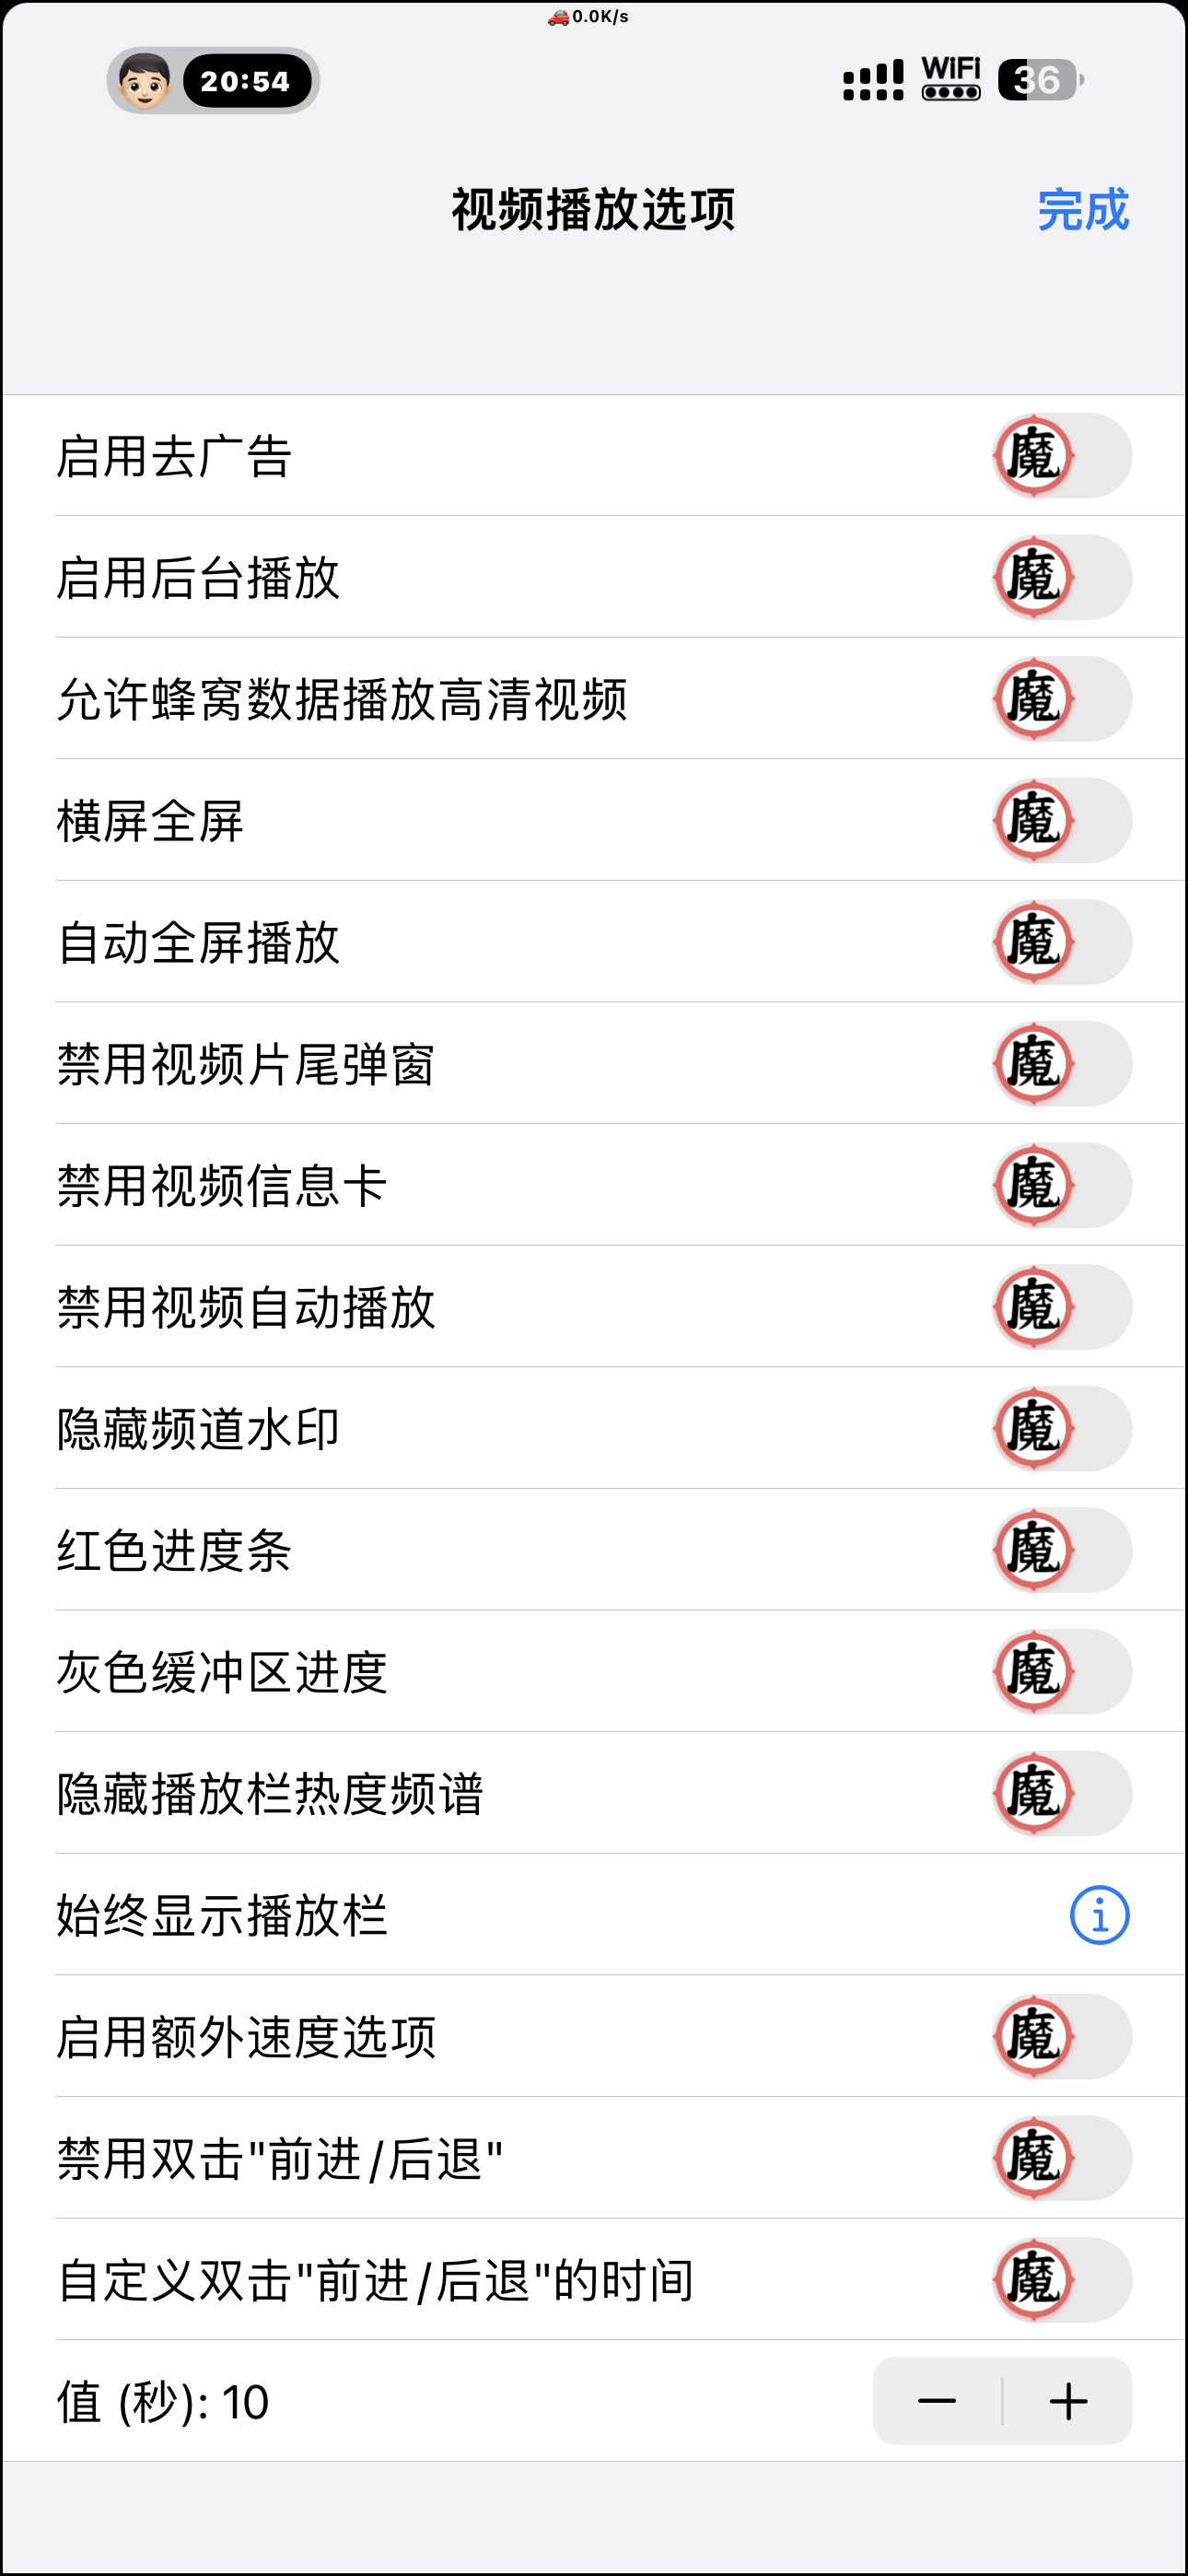 🚗0.0K/s
20:54
WiFi
36
视频播放选项
完成
启用去广告
魔
启用后台播放
魔
允许蜂窝数据播放高清视频
魔
横屏全屏
魔
自动全屏播放
魔
禁用视频片尾弹窗
魔
禁用视频信息卡
魔
禁用视频自动播放
魔
隐藏频道水印
魔
红色进度条
魔
灰色缓冲区进度
魔
隐藏播放栏热度频谱
魔
始终显示播放栏
启用额外速度选项
魔
禁用双击"前进/后退"
魔
自定义双击"前进/后退"的时间
魔
值 (秒): 10